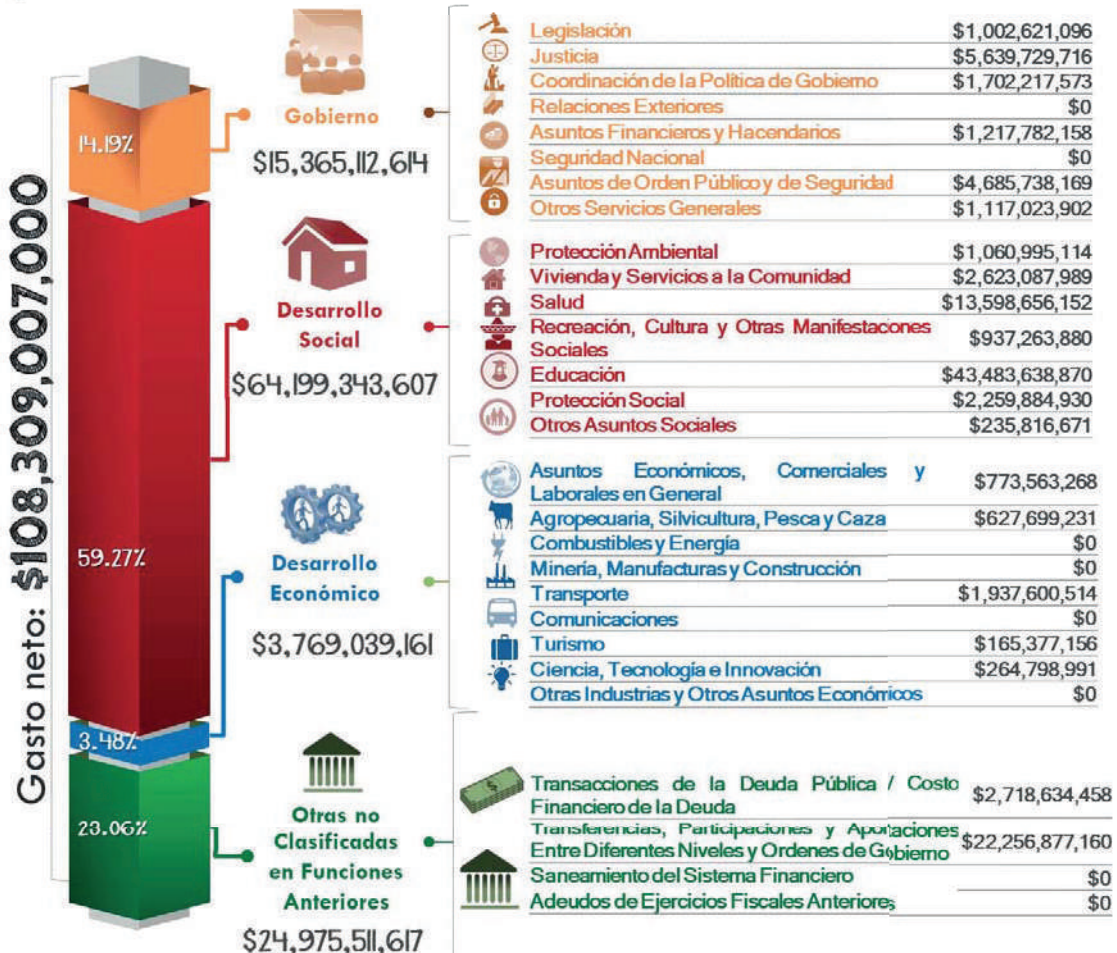 Gasto neto: $108,309,007,000
14.19%
59.27%
3.48%
23.06%
Gobierno
$15,365,112,614
Legislación $1,002,621,096
Justicia $5,639,729,716
Coordinación de la Política de Gobierno $1,702,217,573
Relaciones Exteriores $0
Asuntos Financieros y Hacendarios $1,217,782,158
Seguridad Nacional $0
Asuntos de Orden Público y de Seguridad $4,685,738,169
Otros Servicios Generales $1,117,023,902
Desarrollo
Social
$64,199,343,607
Protección Ambiental $1,060,995,114
Vivienda y Servicios a la Comunidad $2,623,087,989
Salud $13,598,656,152
Recreación, Cultura y Otras Manifestaciones
Sociales $937,263,880
Educación $43,483,638,870
Protección Social $2,259,884,930
Otros Asuntos Sociales $235,816,671
Desarrollo
Económico
$3,769,039,161
Asuntos Económicos, Comerciales y
Laborales en General $773,563,268
Agropecuaria, Silvicultura, Pesca y Caza $627,699,231
Combustibles y Energía $0
Minería, Manufacturas y Construcción $0
Transporte $1,937,600,514
Comunicaciones $0
Turismo $165,377,156
Ciencia, Tecnología e Innovación $264,798,991
Otras Industrias y Otros Asuntos Económicos $0
Otras no
Clasificadas
en Funciones
Anteriores
$24,975,511,617
Transacciones de la Deuda Pública / Costo
Financiero de la Deuda $2,718,634,458
Transferencias, Participaciones y Aportaciones
Entre Diferentes Niveles y Ordenes de Gobierno $22,256,877,160
Saneamiento del Sistema Financiero $0
Adeudos de Ejercicios Fiscales Anteriores $0